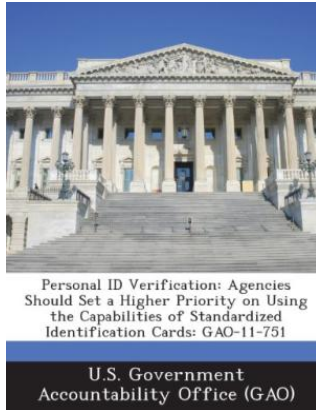 Personal ID Verification: Agencies
Should Set a Higher Priority on Using
the Capabilities of Standardized
Identification Cards: GAO-11-751
U.S. Government
Accountability Office (GAO)